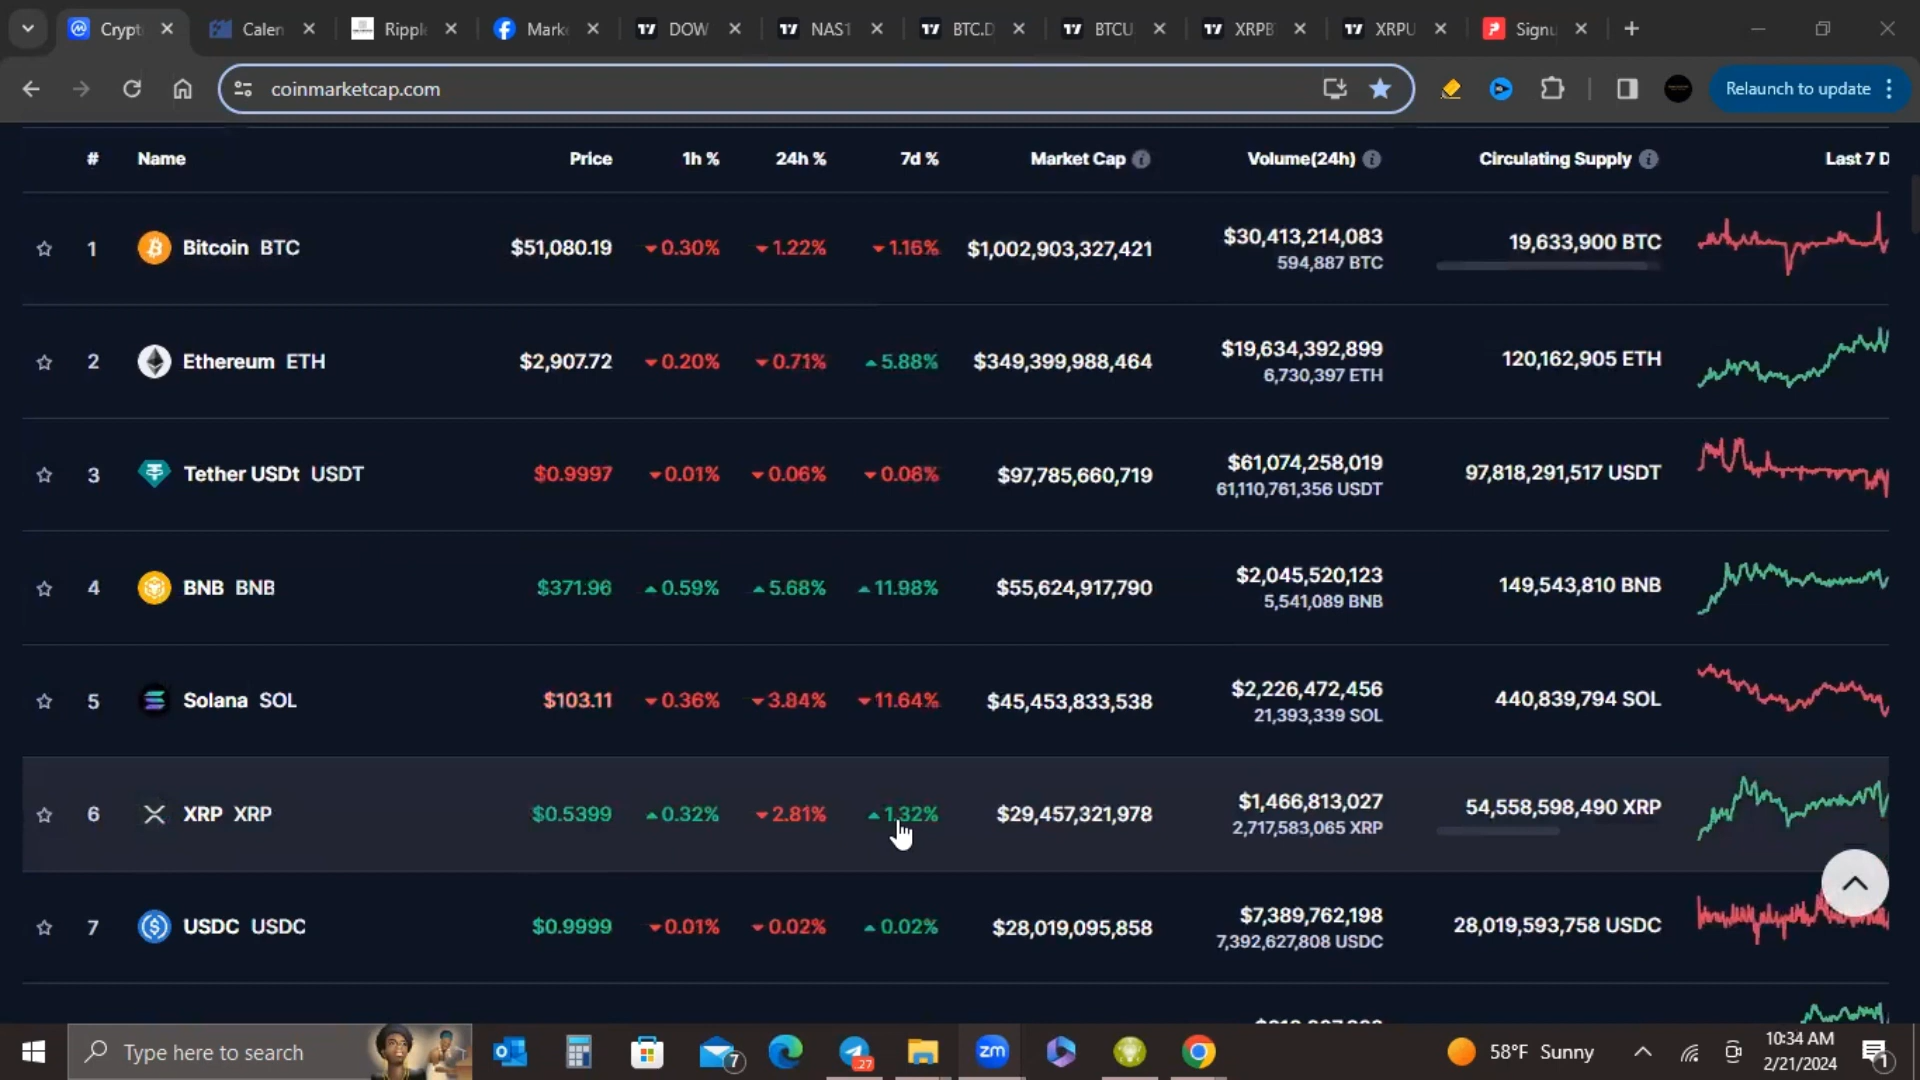 Crypt Calen Ripple Mark DOW NAS1 BTC.D BTCU XRPB XRPU Signu
coinmarketcap.com Relaunch to update
# Name Price 1h % 24h % 7d % Market Cap Volume(24h) Circulating Supply Last 7 D
$30,413,214,083
1 Bitcoin BTC $51,080.19 0.30% 1.22% 1.15% $1,002,903,327,421 19,633,900 BTC
594,887 BTC
$19,634,392,899
2 Ethereum ETH $2,907.72 0.20% 0.71% 5.88% $349,399,988,464 120,162,905 ETH
6,730,397 ETH
$61,074,258,019
3 Tether USDt USDT $0.9997 0.01% 0.06% 0.08% $97,785,660,719 97,818,291,517 USDT
61,110,761,356 USDT
$2,045,520,123
4 BNB BNB $371.96 0.59% 5.68% 11.98% $55,624,917,790 149,543,810 BNB
5,541,089 BNB
$2,226,472,456
5 Solana SOL $103.11 0.36% 3.84% 11.64% $45,453,833,538 440,839,794 SOL
21,393,339 SOL
$1,466,813,027
6 XRP XRP $0.5399 0.32% 2.81% 1.32% $29,457,321,978 54,558,598,490 XRP
2,717,583,065 XRP
$7,389,762,198
7 USDC USDC $0.9999 0.01% 0.02% 0.02% $28,019,095,858 28,019,593,758 USDC
7,392,627,808 USDC
Type here to search 7 27 zm 58°F Sunny 10:34 AM
2/21/2024 1